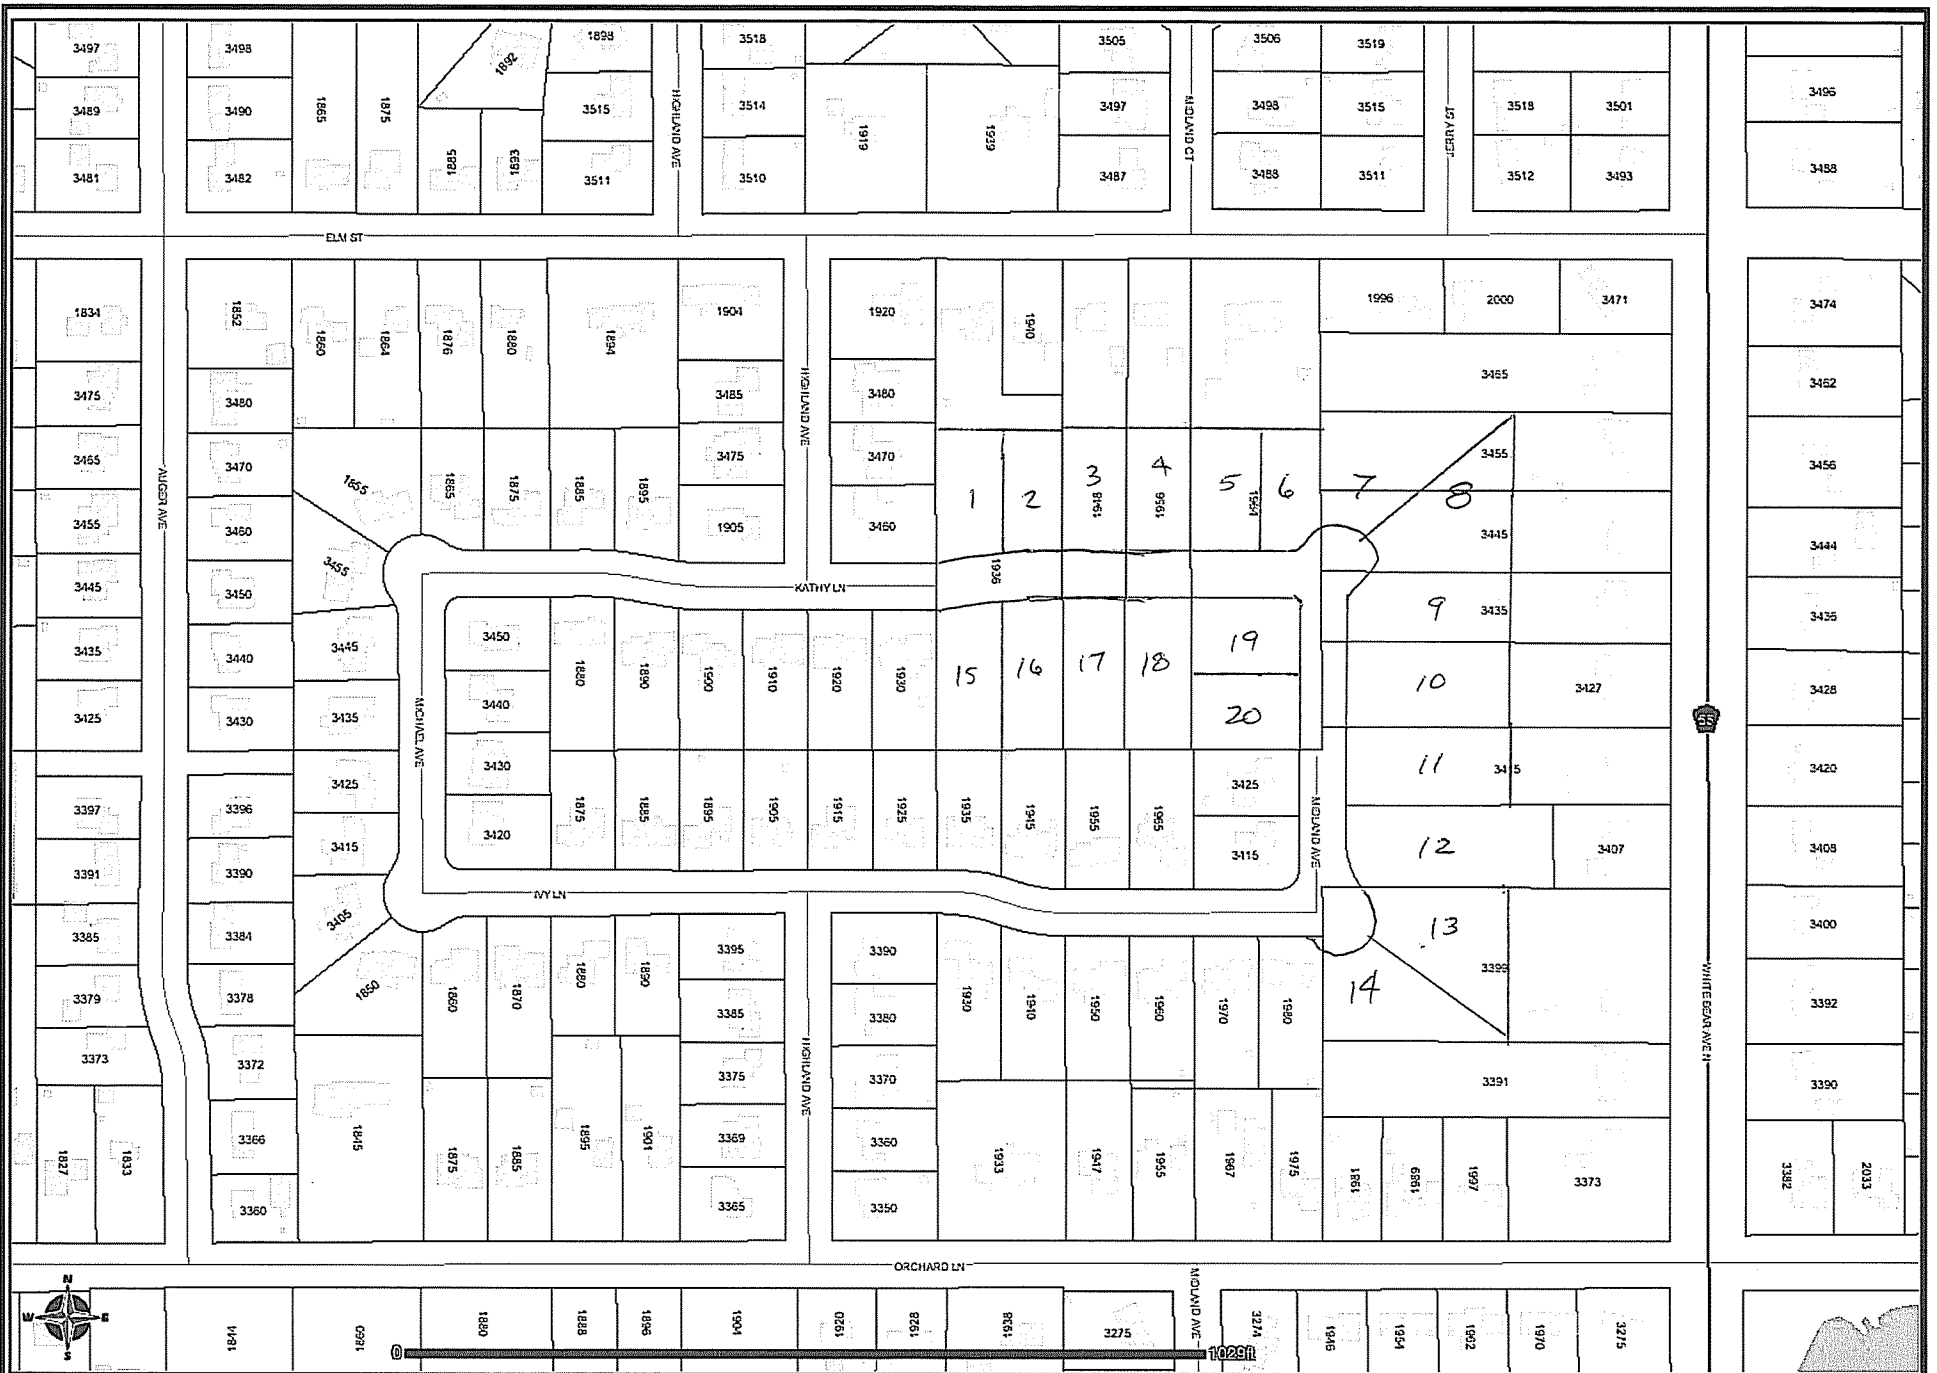 3497 3498 1892 1898 3518 3505 3506 3519
3489 3490 1865 1875 3515 HIGHLAND AVE 3514 1919 1939 3497 MIDLAND CT 3498 3515 JERRY ST 3518 3501 3496
3481 3482 1885 1893 3511 3510 3487 3488 3511 3512 3493 3488
ELM ST
1834 1852 1860 1864 1876 1880 1894 1904 1920 1940 1996 2000 3471 3474
3475 3480 3485 HIGHLAND AVE 3480 3465 3462
3465 AUGER AVE 3470 1855 1865 1875 1885 1895 3475 3470 1 2 3 1948 4 1956 5 1964 6 7 3455 8 3456
3455 3460 3455 1905 3460 3445 3444
3445 3450 KATHY LN 1936 9 3435 3436
3435 3440 3445 3450 1880 1890 1900 1910 1920 1930 15 16 17 18 19 10 3427 3428
3425 3430 3435 MICHAEL AVE 3440 20 65
3397 3396 3425 3430 1875 1885 1895 1905 1915 1925 1935 1945 1955 1965 3425 MIDLAND AVE 11 3415 3420
3391 3390 3415 3420 3415 12 3407 3408
IVY LN
3385 3384 3405 3395 3390 13 3400
3379 3378 1850 1860 1870 1880 1890 3385 3380 1930 1940 1950 1960 1970 1980 14 3399 WHITE BEAR AVE N 3392
3373 3372 3375 HIGHLAND AVE 3370 3391 3390
1827 1833 3366 1845 1875 1885 1895 1901 3369 3360 1933 1947 1955 1967 1975 1981 1989 1997 3373 3382 2033
3360 3365 3350
ORCHARD LN
N
W E
S
1880 1888 1896 1904 1920 1928 1938 3275 MIDLAND AVE 3274 1946 1954 1962 1970 3275
0 1029ft